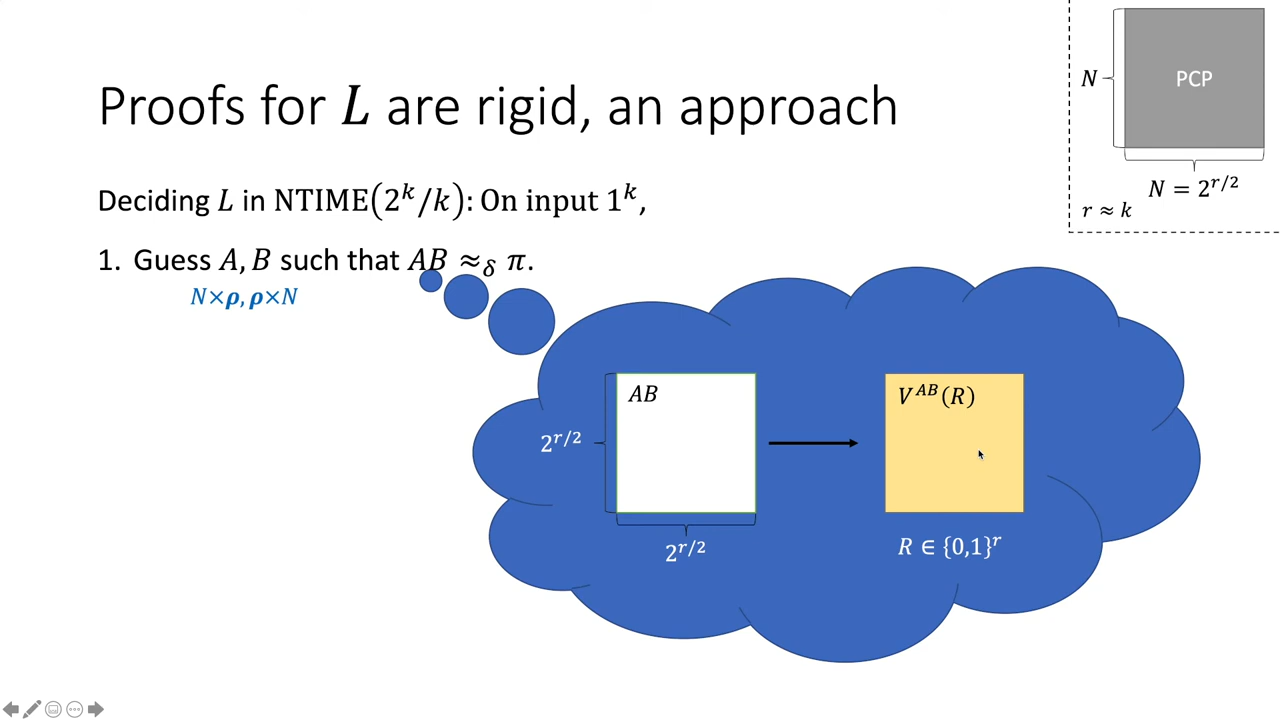 Proofs for L are rigid, an approach
Deciding L in NTIME(2^k/k): On input 1^k,
1. Guess A, B such that AB ≈_δ π.
N×ρ, ρ×N
AB
2^{r/2}
2^{r/2}
V^{AB}(R)
R ∈ {0,1}^r
PCP
N
N = 2^{r/2}
r ≈ k